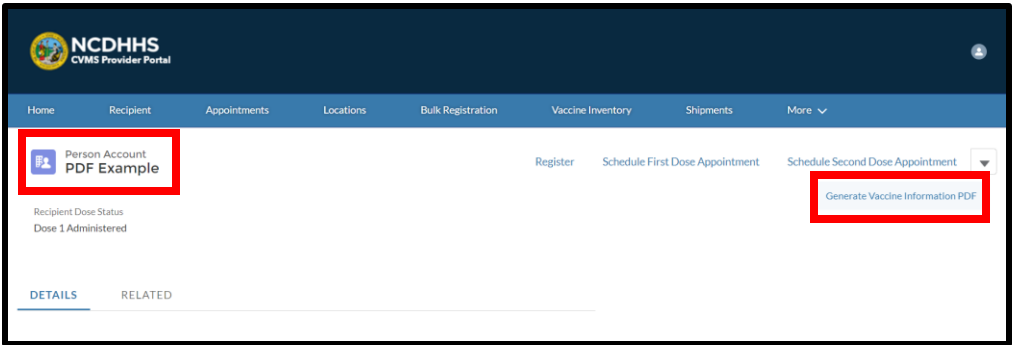 NCDHHS
CVMS Provider Portal
Home Recipient Appointments Locations Bulk Registration Vaccine Inventory Shipments More
Person Account
PDF Example
Register Schedule First Dose Appointment Schedule Second Dose Appointment
Generate Vaccine Information PDF
Recipient Dose Status
Dose 1 Administered
DETAILS RELATED